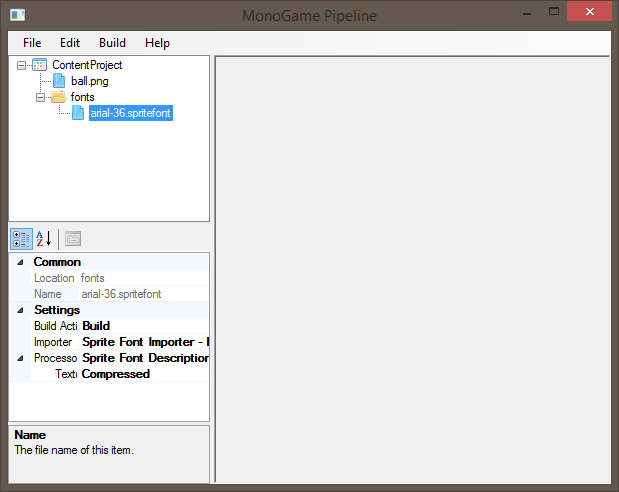 MonoGame Pipeline
File Edit Build Help
ContentProject
ball.png
fonts
arial-36.spritefont
Common
Location fonts
Name arial-36.spritefont
Settings
Build Acti Build
Importer Sprite Font Importer -
Processo Sprite Font Description
Textu Compressed
Name
The file name of this item.